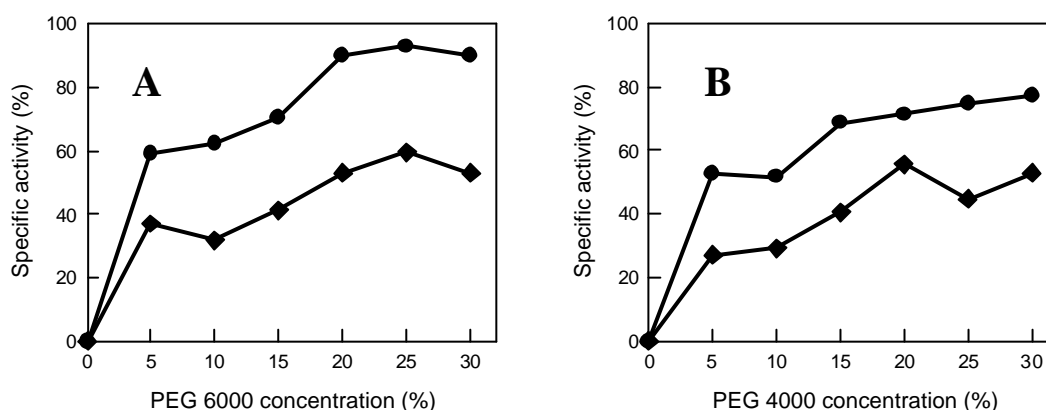 100
80
60
40
20
0
Specific activity (%)
A
0 5 10 15 20 25 30
PEG 6000 concentration (%)
100
80
60
40
20
0
Specific activity (%)
B
0 5 10 15 20 25 30
PEG 4000 concentration (%)